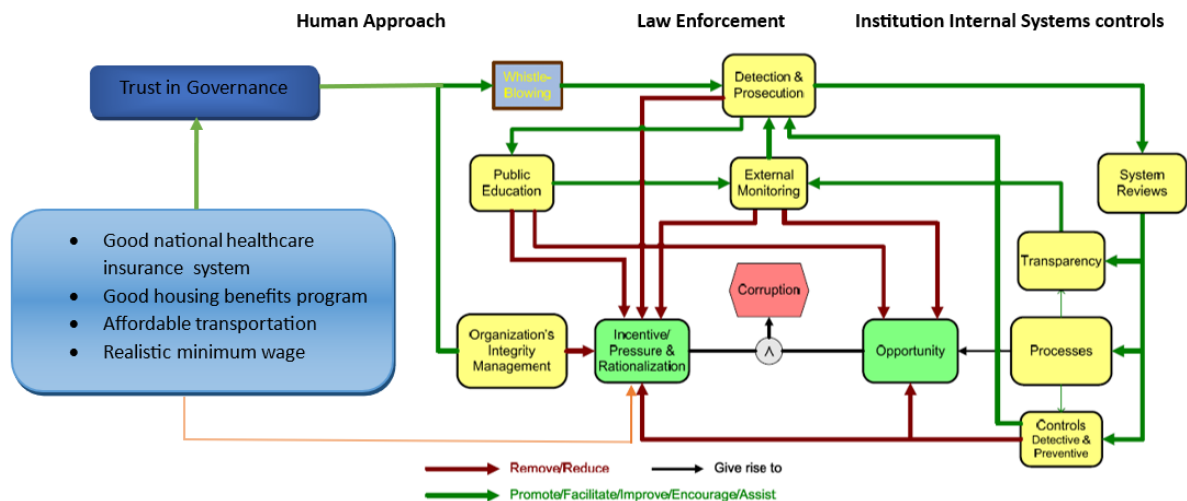 Human Approach
Law Enforcement
Institution Internal Systems controls
Trust in Governance
Whistle-
Blowing
Detection &
Prosecution
Public
Education
External
Monitoring
System
Reviews
• Good national healthcare
insurance system
• Good housing benefits program
• Affordable transportation
• Realistic minimum wage
Transparency
Corruption
Organization's
Integrity
Management
Incentive/
Pressure &
Rationalization
Λ
Opportunity
Processes
Controls
Detective &
Preventive
Remove/Reduce
Give rise to
Promote/Facilitate/Improve/Encourage/Assist